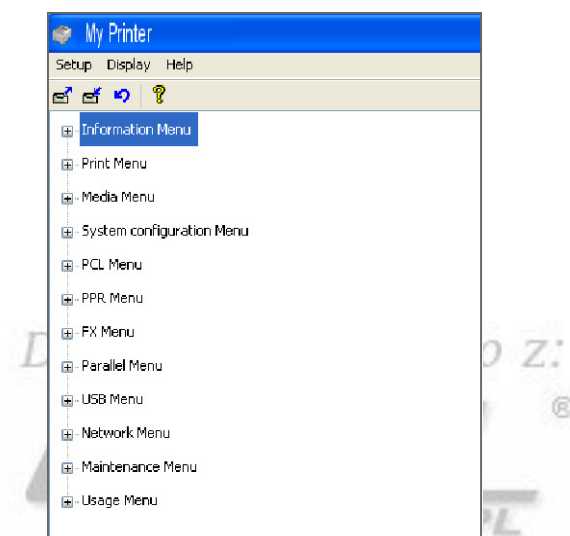 My Printer
Setup Display Help
Information Menu
Print Menu
Media Menu
System configuration Menu
PCL Menu
PPR Menu
FX Menu
Parallel Menu
USB Menu
Network Menu
Maintenance Menu
Usage Menu
D
o z:
®
PL